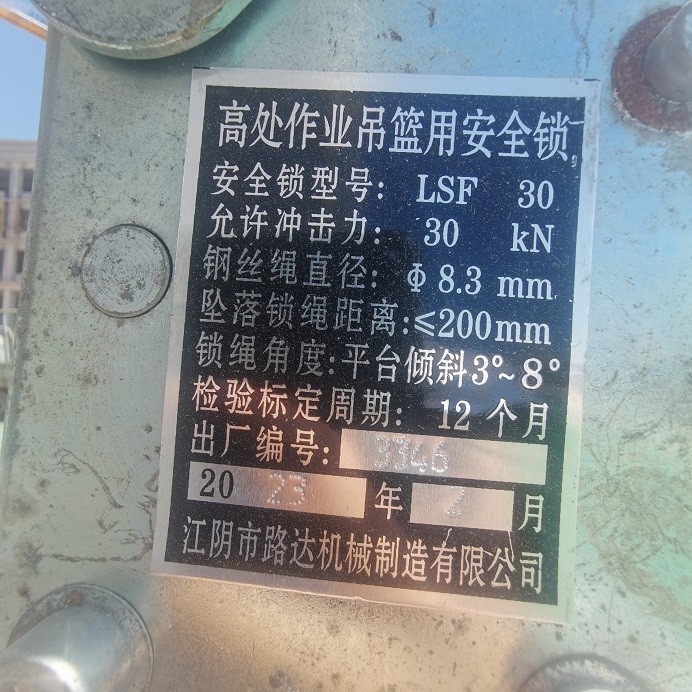 高处作业吊篮用安全锁
安全锁型号: LSF 30
允许冲击力: 30 kN
钢丝绳直径: Φ 8.3 mm
坠落锁绳距离:≤200mm
锁绳角度:平台倾斜3°~8°
检验标定周期: 12 个月
出厂编号: 3346
20 23 年 2 月
江阴市路达机械制造有限公司